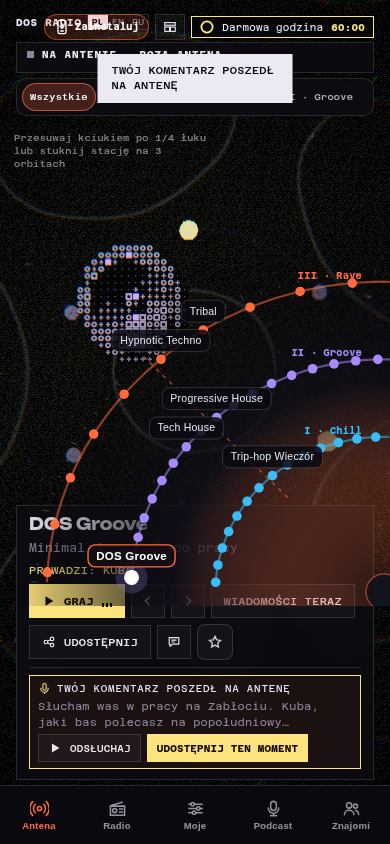 DOS RADIO PL EN RU
Zainstaluj
Darmowa godzina 60:00
NA ANTENIE · POZA ANTENĄ
TWÓJ KOMENTARZ POSZEDŁ
NA ANTENĘ
Wszystkie
I · Groove
Przesuwaj kciukiem po 1/4 łuku
lub stuknij stację na 3
orbitach
III · Rave
Tribal
Hypnotic Techno
II · Groove
Progressive House
Tech House
I · Chill
Trip-hop Wieczór
DOS Groove
Minimal do pracy
DOS Groove
PROWADZI: KUBA
GRAJ
WIADOMOŚCI TERAZ
UDOSTĘPNIJ
TWÓJ KOMENTARZ POSZEDŁ NA ANTENĘ
Słucham was w pracy na Zabłociu. Kuba,
jaki bas polecasz na popołudniowy…
ODSŁUCHAJ
UDOSTĘPNIJ TEN MOMENT
Antena
Radio
Moje
Podcast
Znajomi